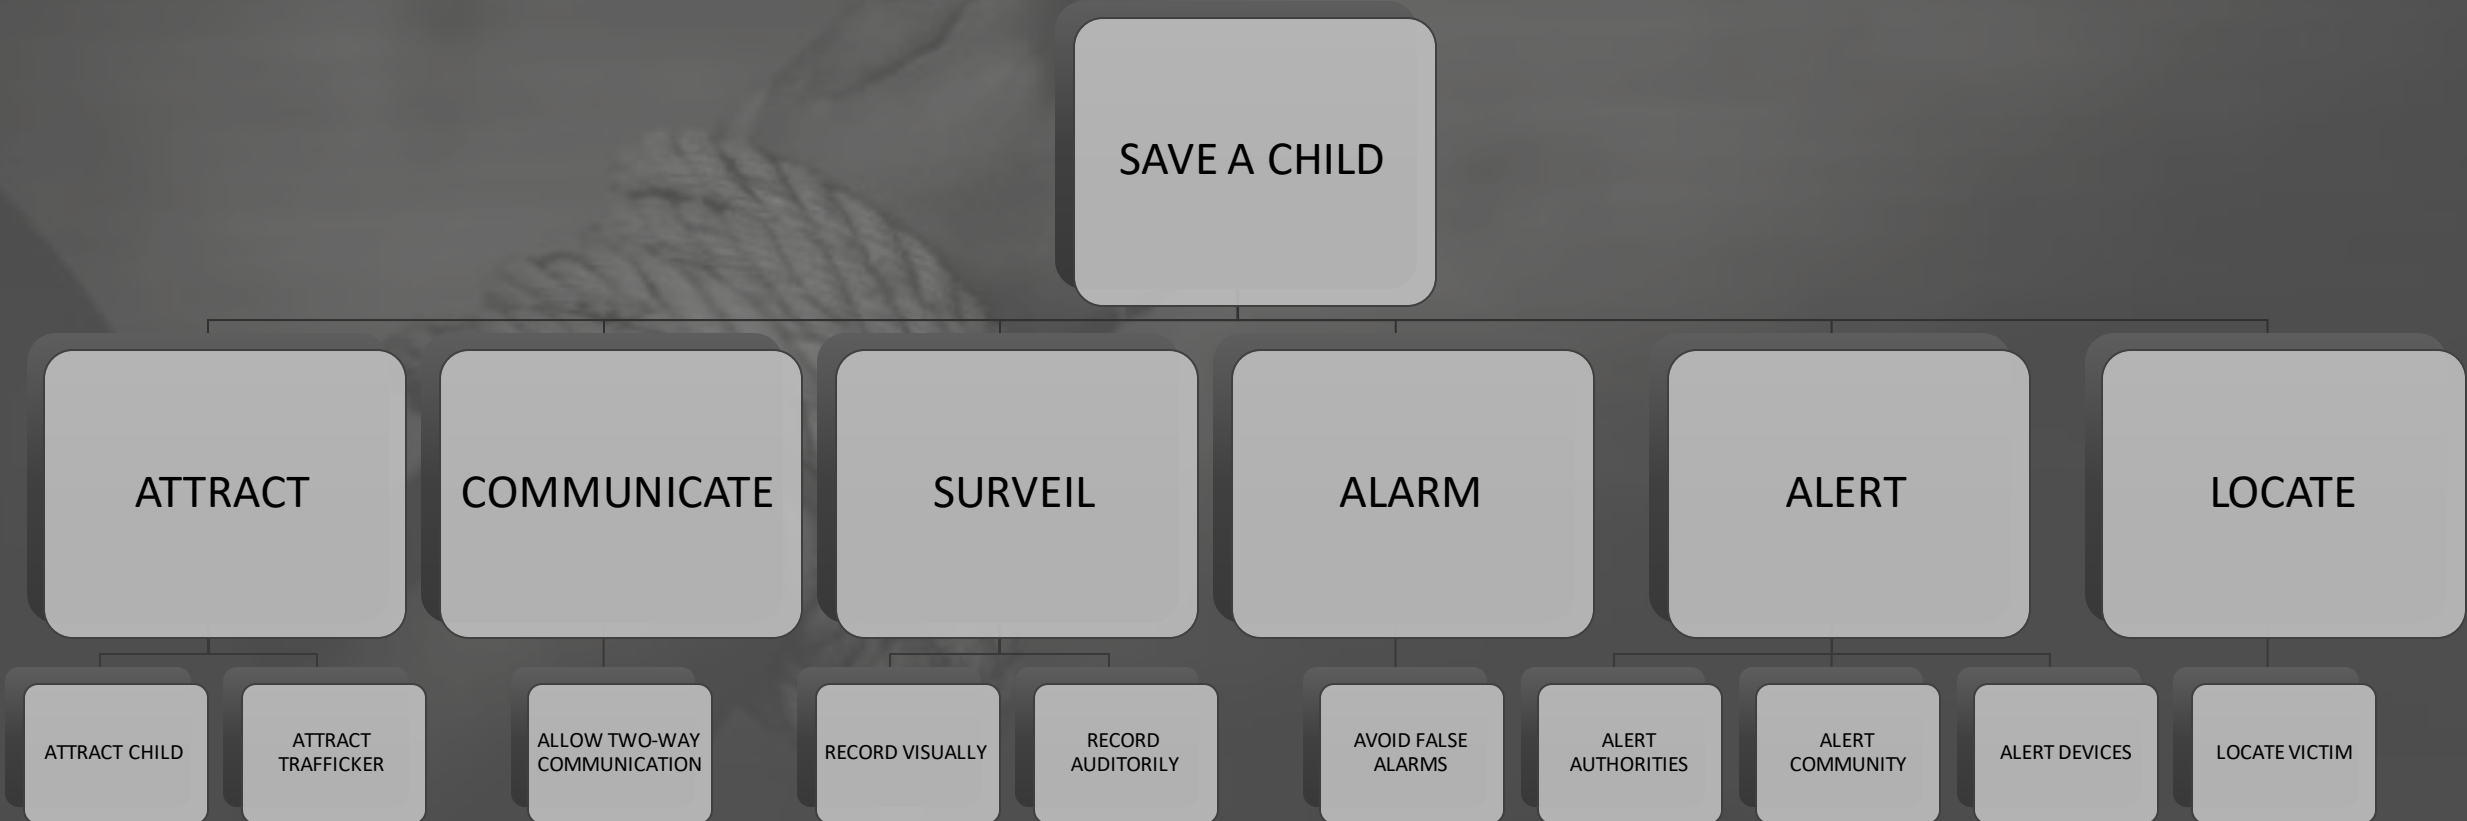 SAVE A CHILD
ATTRACT
COMMUNICATE
SURVEIL
ALARM
ALERT
LOCATE
ATTRACT CHILD
ATTRACT
TRAFFICKER
ALLOW TWO-WAY
COMMUNICATION
RECORD VISUALLY
RECORD
AUDITORILY
AVOID FALSE
ALARMS
ALERT
AUTHORITIES
ALERT
COMMUNITY
ALERT DEVICES
LOCATE VICTIM